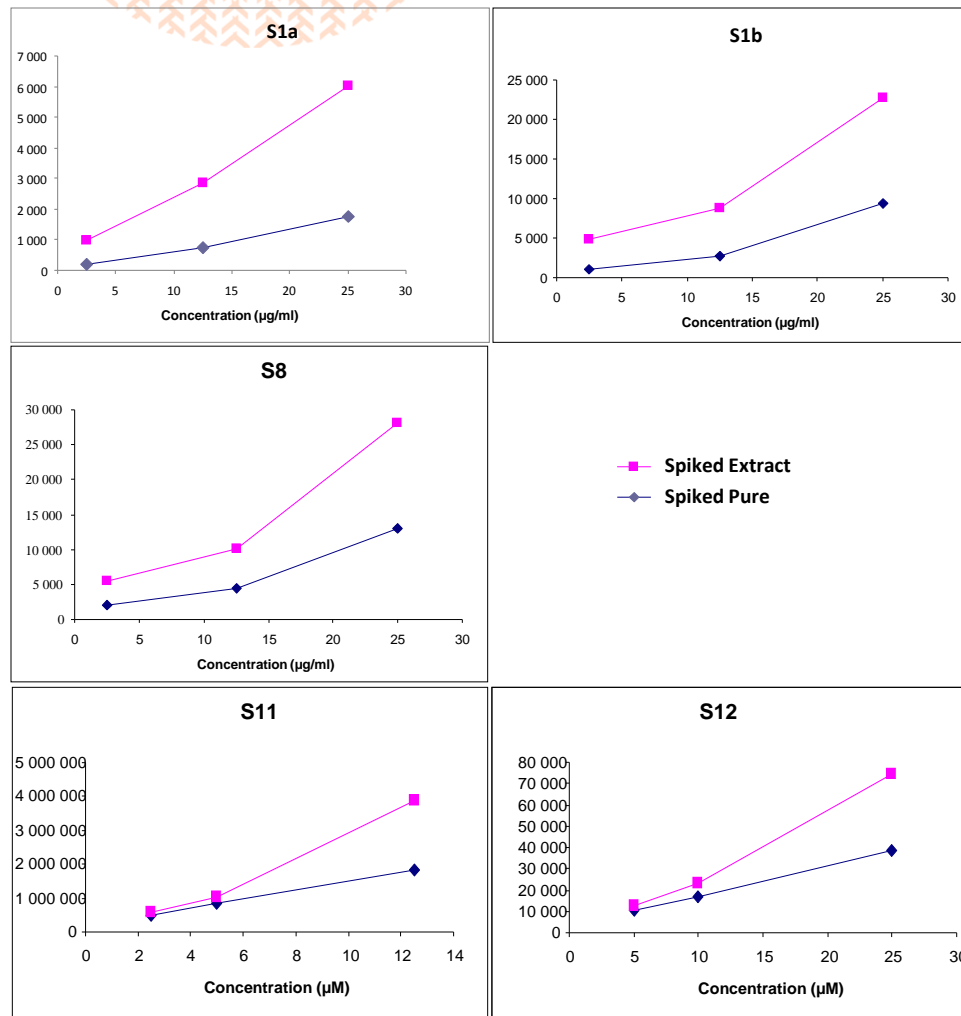 S1a
7 000
6 000
5 000
4 000
3 000
2 000
1 000
0
0 5 10 15 20 25 30
Concentration (µg/ml)
S1b
25 000
20 000
15 000
10 000
5 000
0
0 5 10 15 20 25 30
Concentration (µg/ml)
S8
30 000
25 000
20 000
15 000
10 000
5 000
0
0 5 10 15 20 25 30
Concentration (µg/ml)
Spiked Extract
Spiked Pure
S11
5 000 000
4 000 000
3 000 000
2 000 000
1 000 000
0
0 2 4 6 8 10 12 14
Concentration (µM)
S12
80 000
70 000
60 000
50 000
40 000
30 000
20 000
10 000
0
0 5 10 15 20 25 30
Concentration (µM)